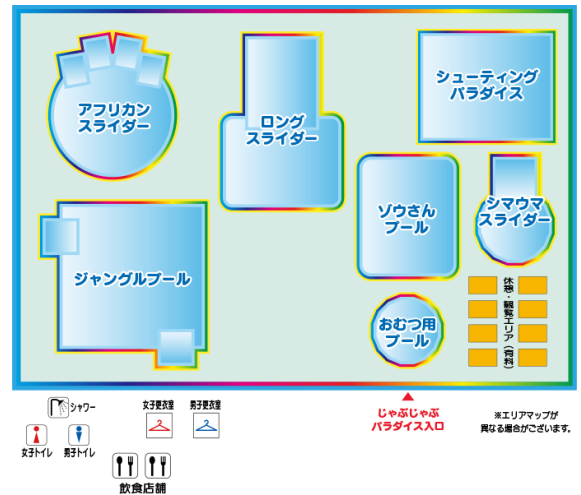 アフリカン
スライダー
ロング
スライダー
シューティング
パラダイス
ゾウさん
プール
シマウマ
スライダー
ジャングルプール
おむつ用
プール
休憩・観覧エリア（有料）
シャワー
女子トイレ
男子トイレ
女子更衣室
男子更衣室
飲食店舗
じゃぶじゃぶ
パラダイス入口
※エリアマップが
異なる場合がございます。